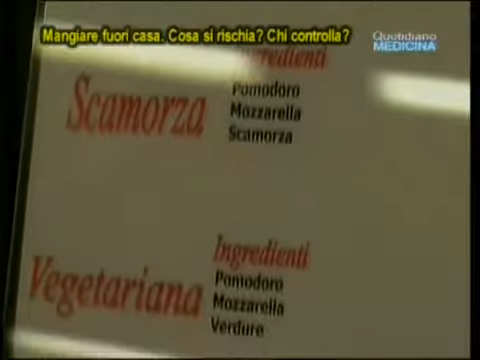 Mangiare fuori casa. Cosa si rischia? Chi controlla?
Quotidiano
MEDICINA
Ingredienti
Scamorza
Pomodoro
Mozzarella
Scamorza
Ingredienti
Vegetariana
Pomodoro
Mozzarella
Verdure